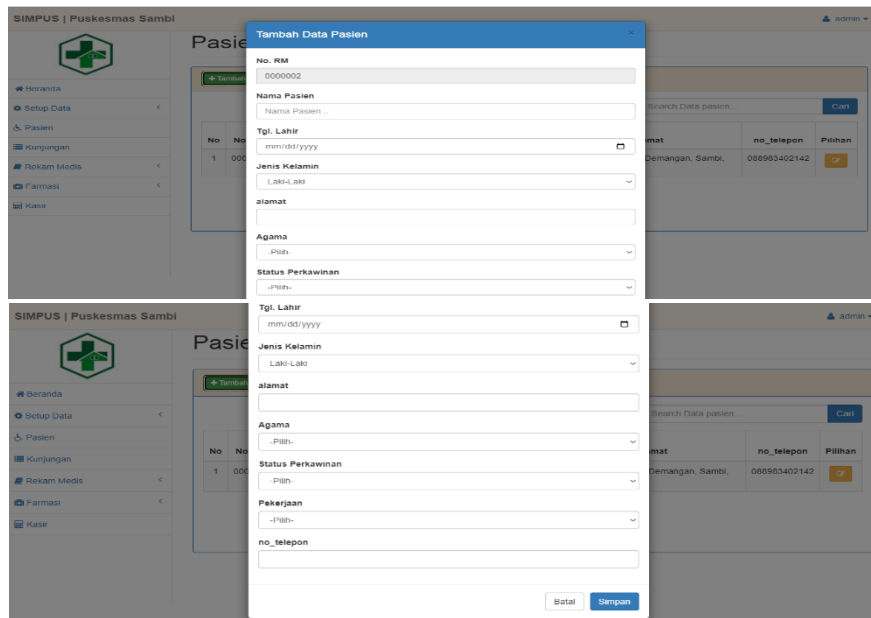 SIMPUS | Puskesmas Sambi
admin
Tambah Data Pasien
×
Pasie
No. RM
0000002
+ Tambah
Beranda
Nama Pasien
Nama Pasien ..
Search Data pasien...
Cari
Setup Data
Tgl. Lahir
mm/dd/yyyy
Pasien
No
No
mat
no_telepon
Pilihan
Kunjungan
1
000
Demangan, Sambi,
088983402142
Jenis Kelamin
Laki-Laki
Rekam Medis
Farmasi
alamat
Kasir
Agama
-Pilih-
Status Perkawinan
-Pilih-
SIMPUS | Puskesmas Sambi
admin
Tgl. Lahir
mm/dd/yyyy
Pasie
Jenis Kelamin
Laki-Laki
+ Tambah
alamat
Beranda
Search Data pasien...
Cari
Setup Data
Agama
-Pilih-
Pasien
No
No
mat
no_telepon
Pilihan
Kunjungan
Status Perkawinan
1
000
Demangan, Sambi,
088983402142
-Pilih-
Rekam Medis
Farmasi
Pekerjaan
-Pilih-
Kasir
no_telepon
Batal
Simpan